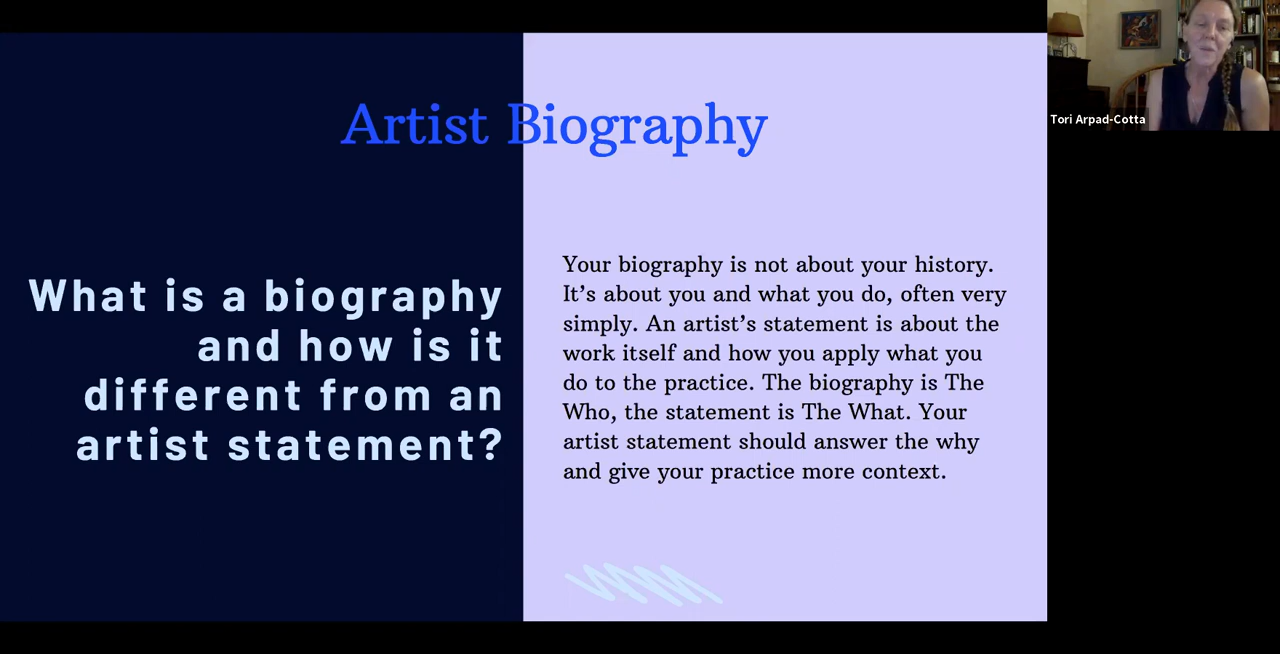 Artist Biography
What is a biography
and how is it
different from an
artist statement?
Your biography is not about your history.
It’s about you and what you do, often very
simply. An artist’s statement is about the
work itself and how you apply what you
do to the practice. The biography is The
Who, the statement is The What. Your
artist statement should answer the why
and give your practice more context.
Tori Arpad-Cotta